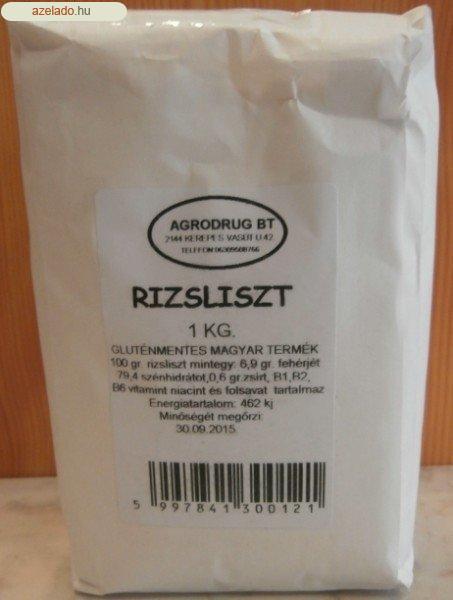 azelado.hu
AGRODRUG BT
2144 KEREPES VASÚT U.42
TELEFON:06309688766
RIZSLISZT
1 KG.
GLUTÉNMENTES MAGYAR TERMÉK
100 gr. rizsliszt mintegy: 6,9 gr. fehérjét
79,4 szénhidrátot,0,6 gr.zsírt, B1,B2,
B6 vitamint niacint és folsavat tartalmaz
Energiatartalom: 462 kj
Minőségét megőrzi:
30.09.2015.
5 997841 300121